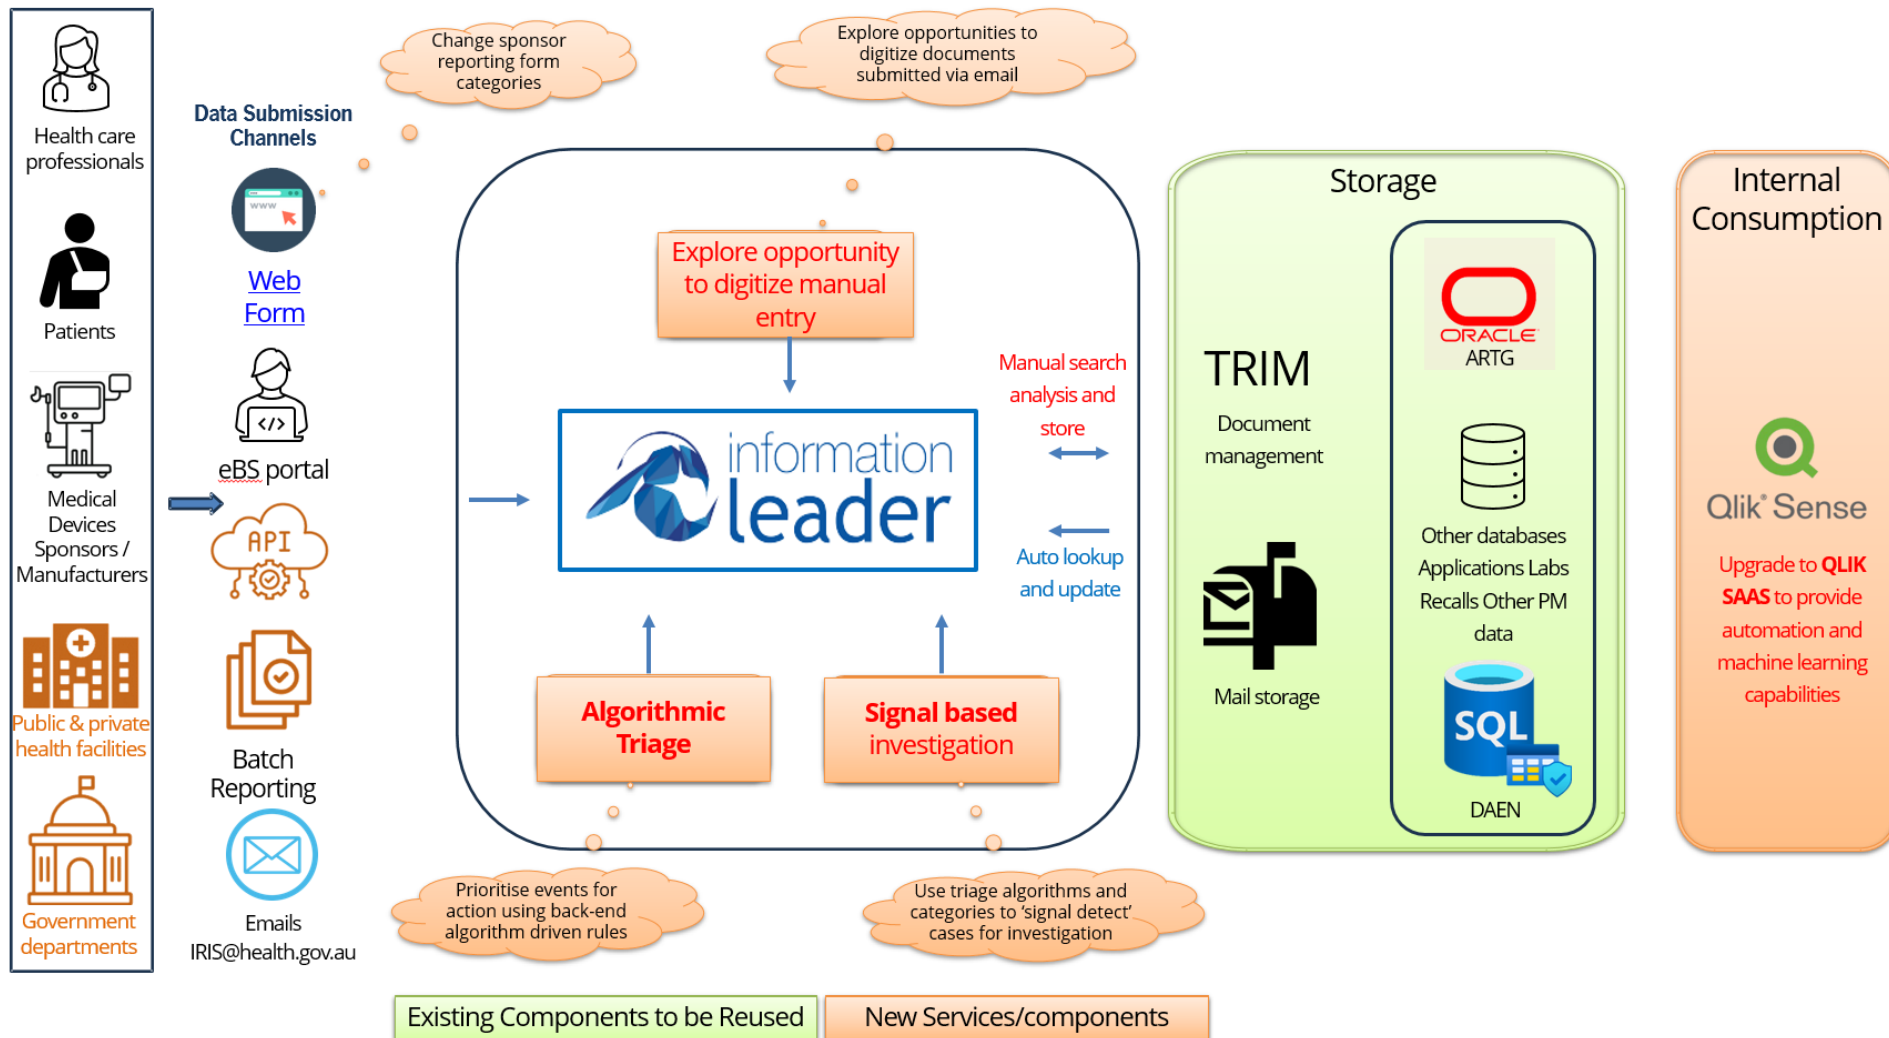 Health care
professionals
Patients
Medical
Devices
Sponsors /
Manufacturers
Public & private
health facilities
Government
departments
Data Submission
Channels
www
Web
Form
eBS portal
</>
API
Batch
Reporting
Emails
IRIS@health.gov.au
Change sponsor
reporting form
categories
Explore opportunities to
digitize documents
submitted via email
Explore opportunity
to digitize manual
entry
information
leader
Manual search
analysis and
store
Auto lookup
and update
Algorithmic
Triage
Signal based
investigation
Prioritise events for
action using back-end
algorithm driven rules
Use triage algorithms and
categories to ‘signal detect’
cases for investigation
Storage
TRIM
Document
management
Mail storage
ORACLE
ARTG
Other databases
Applications Labs
Recalls Other PM
data
SQL
DAEN
Internal
Consumption
Qlik® Sense
Upgrade to QLIK
SAAS to provide
automation and
machine learning
capabilities
Existing Components to be Reused
New Services/components